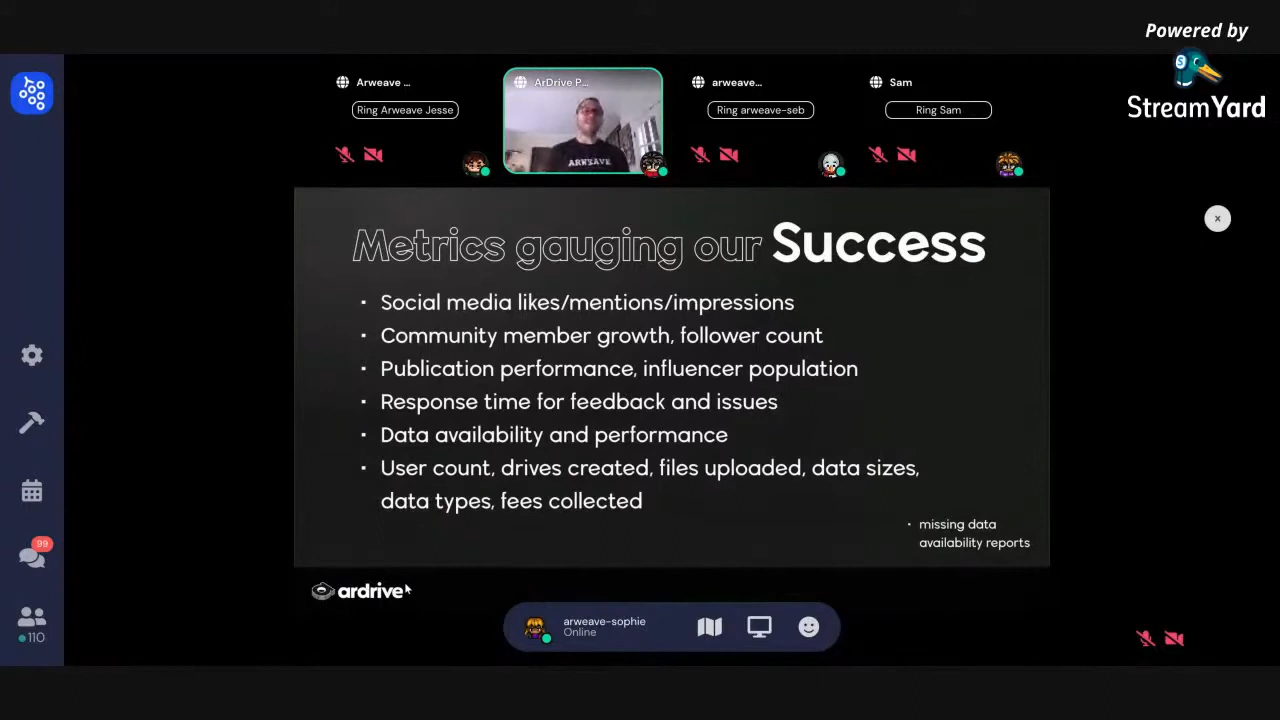 Powered by
StreamYard
Arweave ...
Ring Arweave Jesse
ArDrive P...
ARWEAVE
arweave...
Ring arweave-seb
Sam
Ring Sam
Metrics gauging our Success
· Social media likes/mentions/impressions
· Community member growth, follower count
· Publication performance, influencer population
· Response time for feedback and issues
· Data availability and performance
· User count, drives created, files uploaded, data sizes,
data types, fees collected
· missing data
availability reports
ardrive
arweave-sophie
Online
99
110